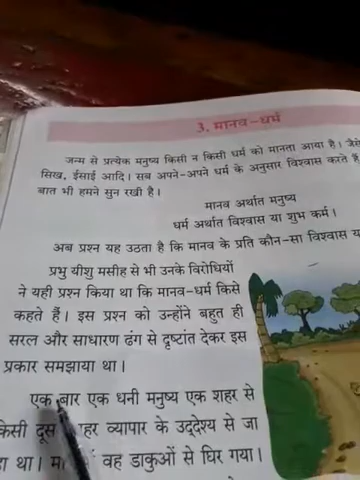 3. मानव-धर्म
जन्म से प्रत्येक मनुष्य किसी न किसी धर्म को मानता आया है। जैसे
सिख, ईसाई आदि। सब अपने-अपने धर्म के अनुसार विश्वास करते हैं
बात भी हमने सुन रखी है।
मानव अर्थात मनुष्य
धर्म अर्थात विश्वास या शुभ कर्म।
अब प्रश्न यह उठता है कि मानव के प्रति कौन-सा विश्वास
प्रभु यीशु मसीह से भी उनके विरोधियों
ने यही प्रश्न किया था कि मानव-धर्म किसे
कहते हैं। इस प्रश्न को उन्होंने बहुत ही
सरल और साधारण ढंग से दृष्टांत देकर इस
प्रकार समझाया था।
एक बार एक धनी मनुष्य एक शहर से
किसी व्यापार के उद्देश्य से जा
था। वह डाकुओं से घिर गया।